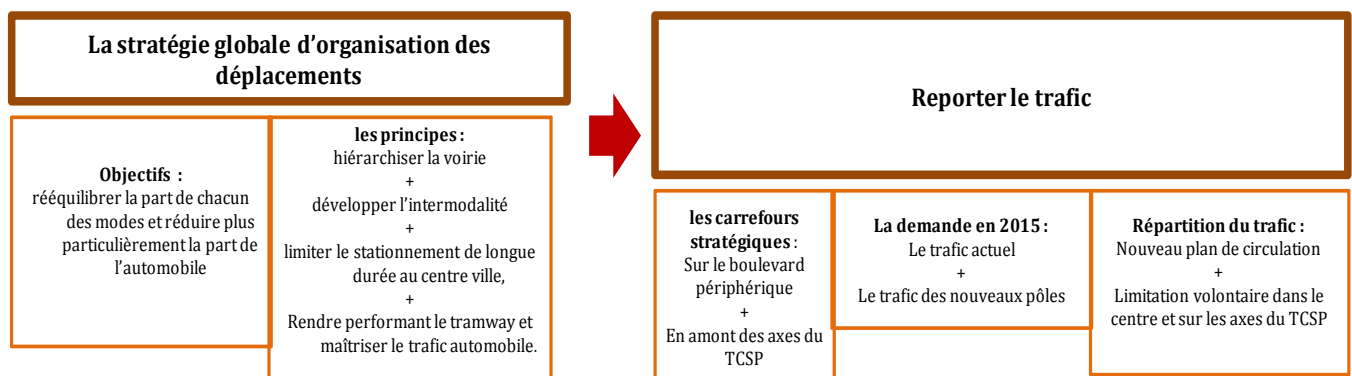 La stratégie globale d'organisation des
déplacements
Objectifs :
rééquilibrer la part de chacun
des modes et réduire plus
particulièrement la part de
l'automobile
les principes :
hiérarchiser la voirie
+
développer l'intermodalité
+
limiter le stationnement de longue
durée au centre ville,
+
Rendre performant le tramway et
maîtriser le trafic automobile.
Reporter le trafic
les carrefours
stratégiques :
Sur le boulevard
périphérique
+
En amont des axes du
TCSP
La demande en 2015 :
Le trafic actuel
+
Le trafic des nouveaux pôles
Répartition du trafic :
Nouveau plan de circulation
+
Limitation volontaire dans le
centre et sur les axes du TCSP